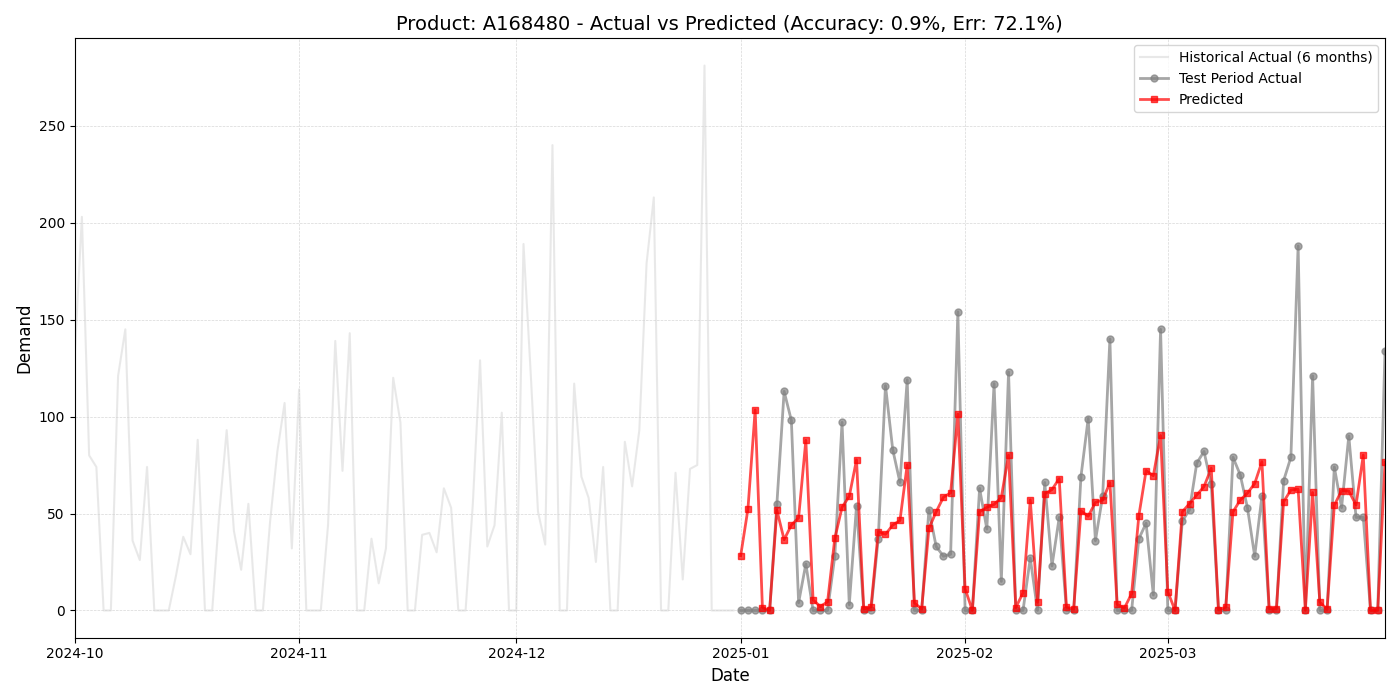 Product: A168480 - Actual vs Predicted (Accuracy: 0.9%, Err: 72.1%)
Historical Actual (6 months)
Test Period Actual
Predicted
Demand
250
200
150
100
50
0
2024-10
2024-11
2024-12
2025-01
2025-02
2025-03
Date